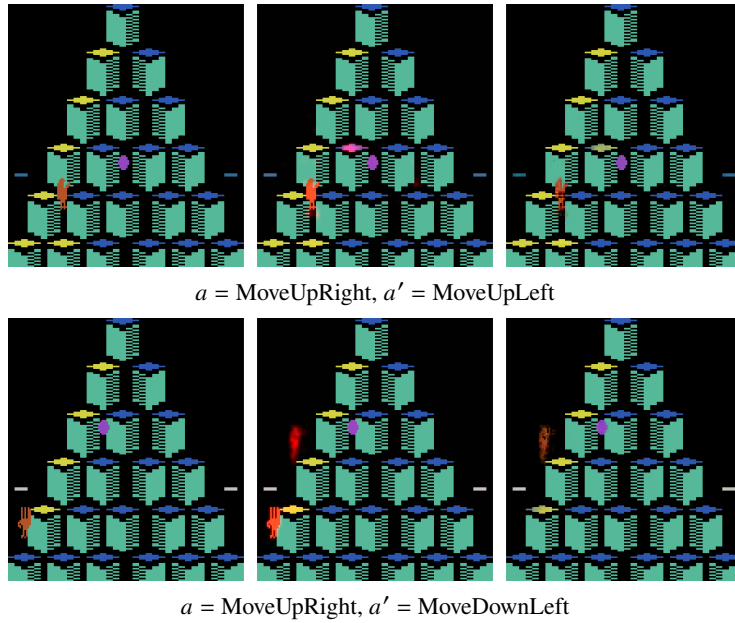 a = MoveUpRight, a′ = MoveUpLeft
a = MoveUpRight, a′ = MoveDownLeft